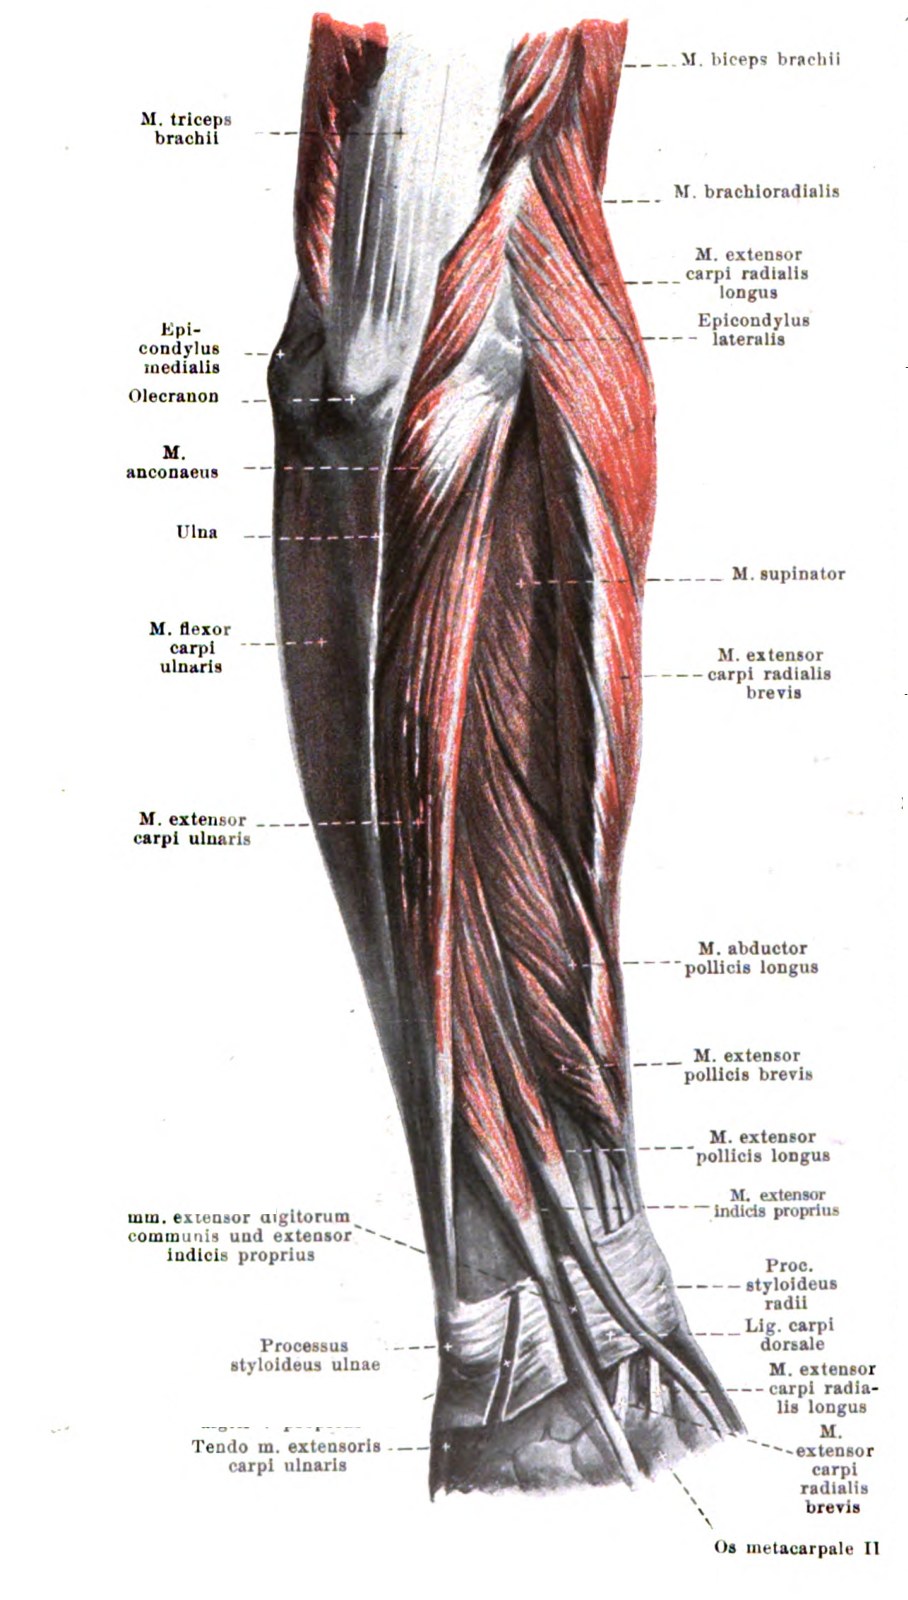 M. biceps brachii
M. triceps
brachii
M. brachioradialis
M. extensor
carpi radialis
longus
Epicondylus
lateralis
Epi-
condylus
medialis
Olecranon
M.
anconaeus
Ulna
M. supinator
M. flexor
carpi
ulnaris
M. extensor
carpi radialis
brevis
M. extensor
carpi ulnaris
M. abductor
pollicis longus
M. extensor
pollicis brevis
M. extensor
pollicis longus
M. extensor
indicis proprius
mm. extensor digitorum
communis und extensor
indicis proprius
Proc.
styloideus
radii
Lig. carpi
dorsale
Processus
styloideus ulnae
M. extensor
carpi radia-
lis longus
M.
extensor
carpi
radialis
brevis
Tendo m. extensoris
carpi ulnaris
Os metacarpale II